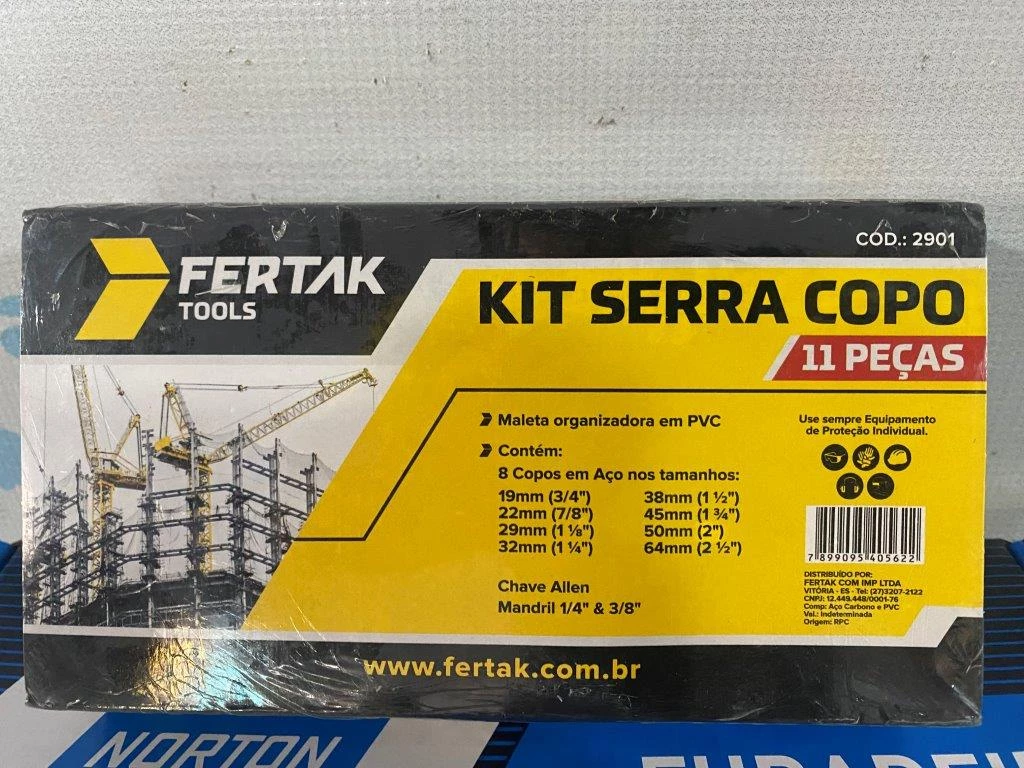 COD.: 2901
FERTAK
TOOLS
KIT SERRA COPO
11 PEÇAS
Maleta organizadora em PVC
Contém:
8 Copos em Aço nos tamanhos:
19mm (3/4") 38mm (1 ½")
22mm (7/8") 45mm (1 ¾")
29mm (1 ⅛") 50mm (2")
32mm (1 ¼") 64mm (2 ½")
Chave Allen
Mandril 1/4" & 3/8"
Use sempre Equipamento
de Proteção Individual.
7 899095 405622
DISTRIBUÍDO POR:
FERTAK COM IMP LTDA
VITÓRIA - ES - Tel: (27)3207-2122
CNPJ: 12.449.448/0001-76
Comp: Aço Carbono e PVC
Val.: Indeterminada
Origem: RPC
www.fertak.com.br
NORTON